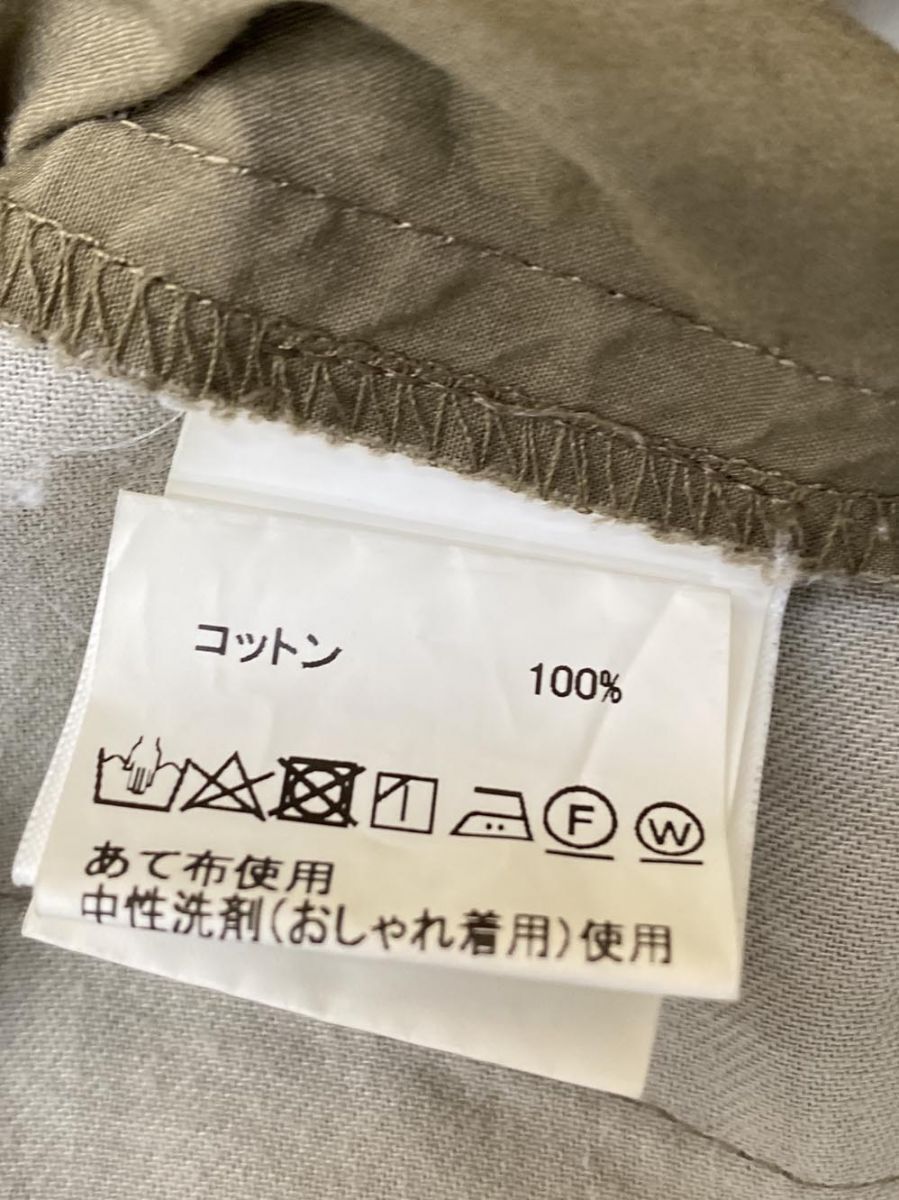 コットン 100%
F W
あて布使用
中性洗剤(おしゃれ着用)使用